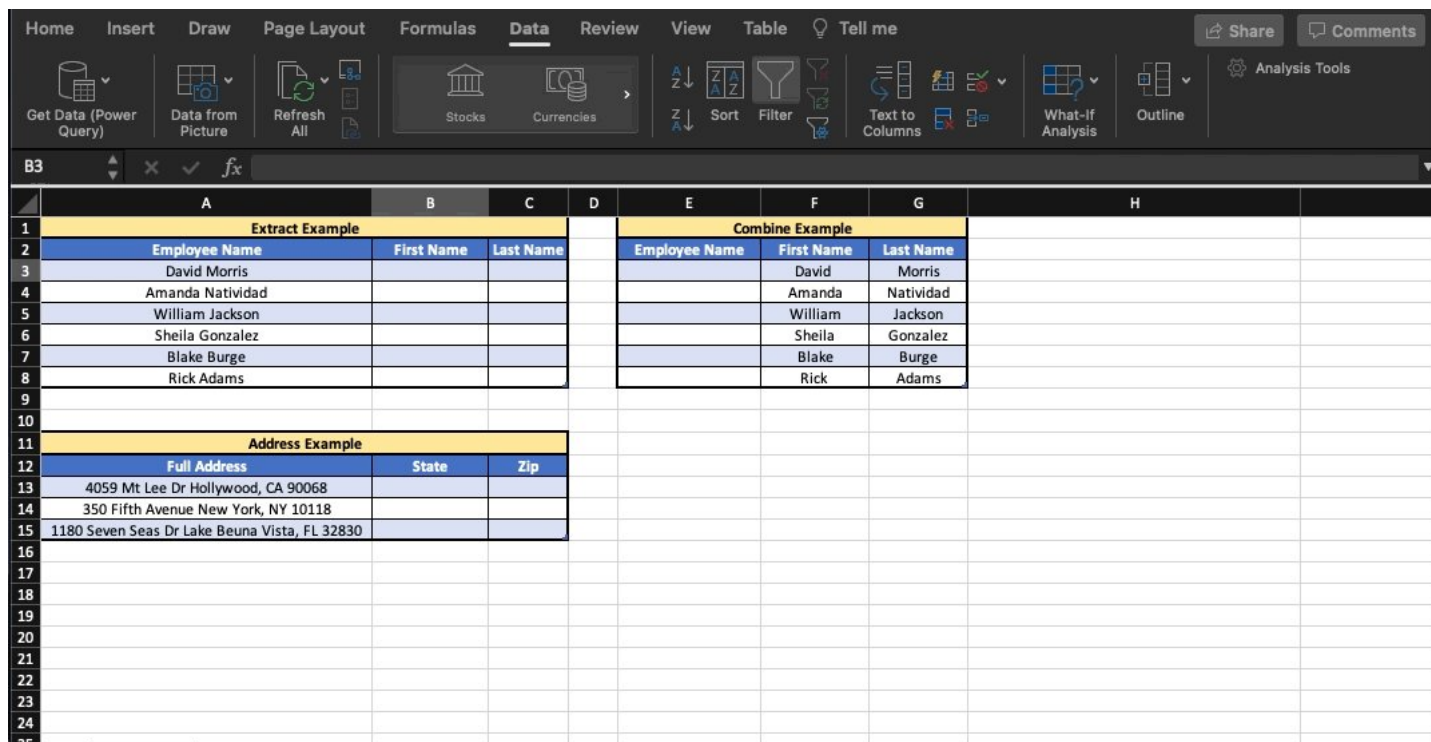 Home Insert Draw Page Layout Formulas Data Review View Table Tell me Share Comments
Get Data (Power Query)
Data from Picture
Refresh All
Stocks
Currencies
Sort
Filter
Text to Columns
What-If Analysis
Outline
Analysis Tools
B3 fx
A B C D E F G H
1 Extract Example Combine Example
2 Employee Name First Name Last Name Employee Name First Name Last Name
3 David Morris David Morris
4 Amanda Natividad Amanda Natividad
5 William Jackson William Jackson
6 Sheila Gonzalez Sheila Gonzalez
7 Blake Burge Blake Burge
8 Rick Adams Rick Adams
9
10
11 Address Example
12 Full Address State Zip
13 4059 Mt Lee Dr Hollywood, CA 90068
14 350 Fifth Avenue New York, NY 10118
15 1180 Seven Seas Dr Lake Beuna Vista, FL 32830
16
17
18
19
20
21
22
23
24